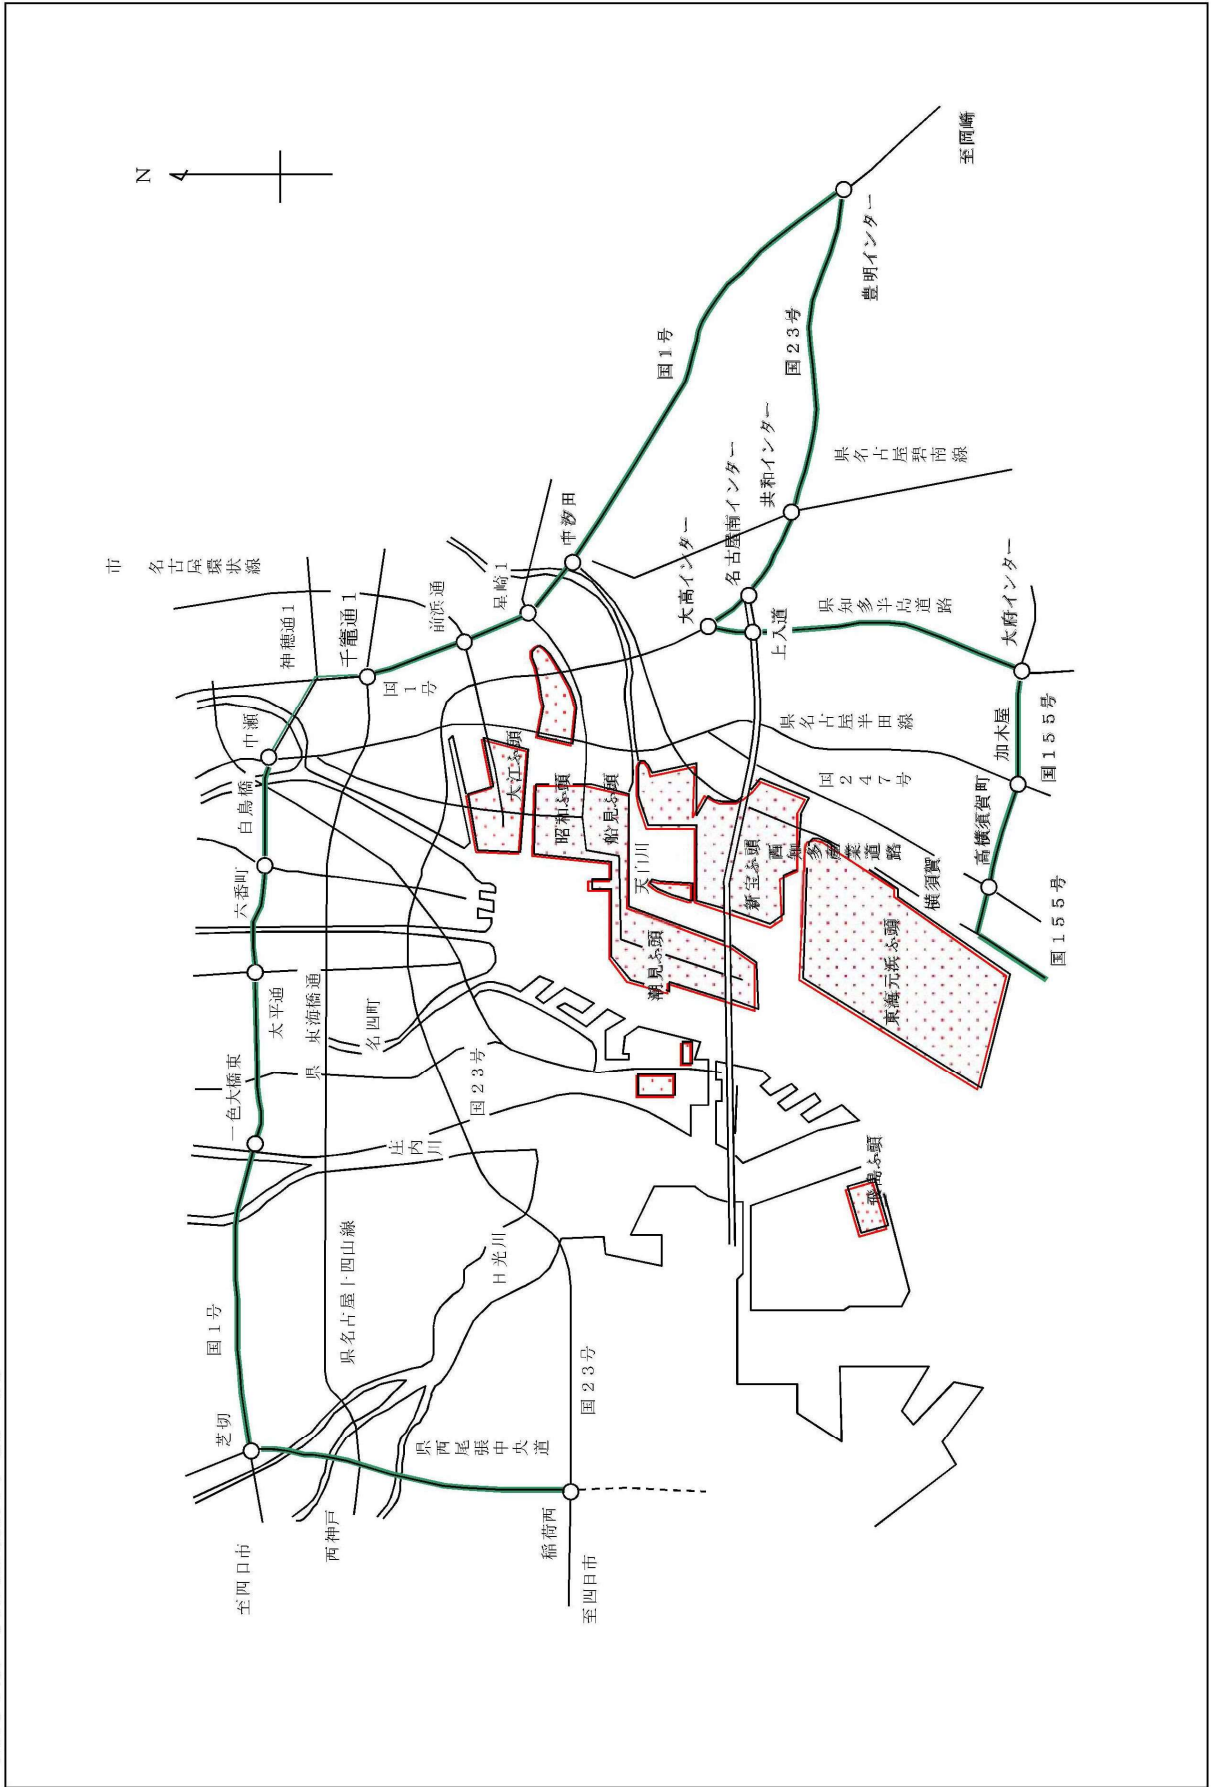 N
市名古屋環状線
神穂通1
千竈通1
前浜通
星崎1
中汐田
国1号
国1号
国23号
豊明インター
至岡崎
共和インター
名古屋南インター
大高インター
上入道
県名古屋碧南線
県知多半島道路
大府インター
加木屋
国155号
高横須賀町
国155号
横須賀
県名古屋半田線
国247号
西知多産業道路
中瀬
白鳥橋
六番町
太平通
県東海橋通
名四町
一色大橋東
国23号
庄内川
大江ふ頭
昭和ふ頭
船見ふ頭
天白川
潮見ふ頭
新宝ふ頭
東海元浜ふ頭
飛島ふ頭
国1号
県名古屋十四山線
日光川
芝切
県西尾張中央道
国23号
至四日市
西神戸
稲荷西
至四日市